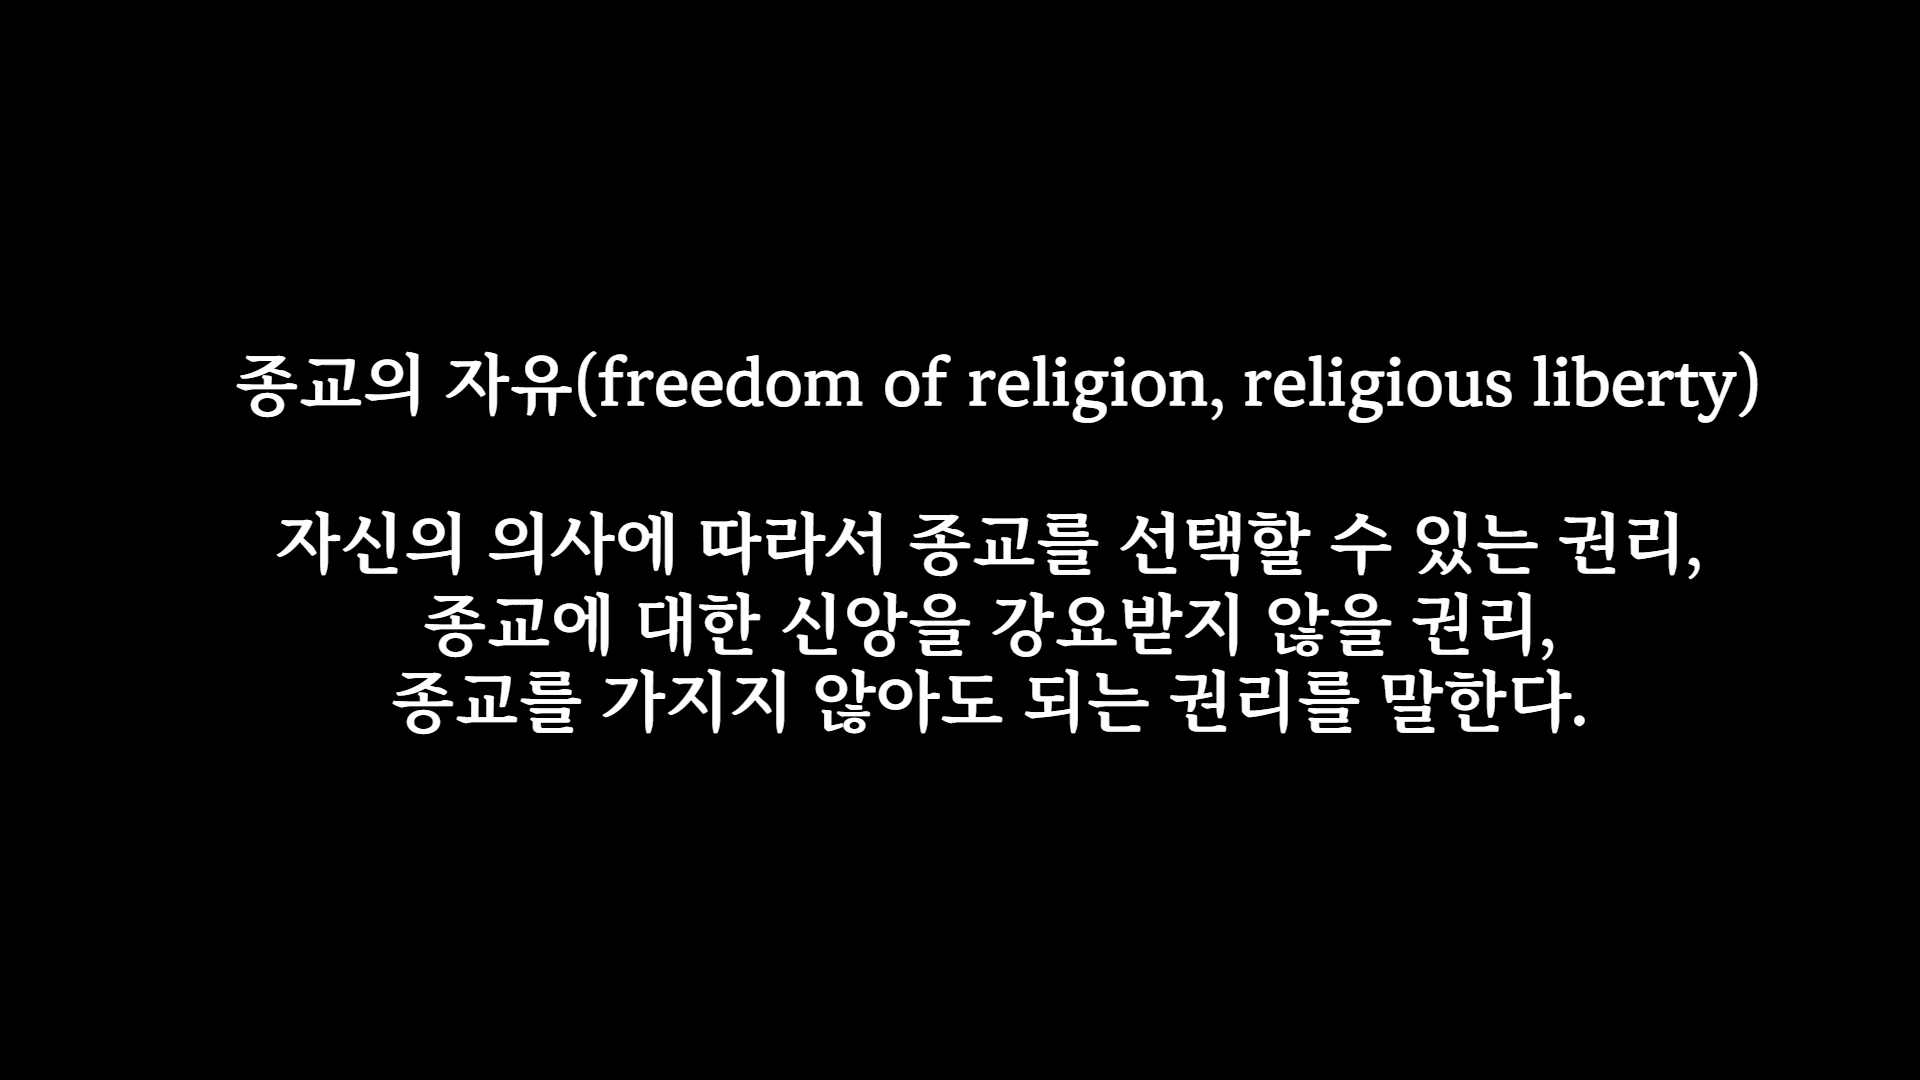 종교의 자유(freedom of religion, religious liberty)
자신의 의사에 따라서 종교를 선택할 수 있는 권리,
종교에 대한 신앙을 강요받지 않을 권리,
종교를 가지지 않아도 되는 권리를 말한다.